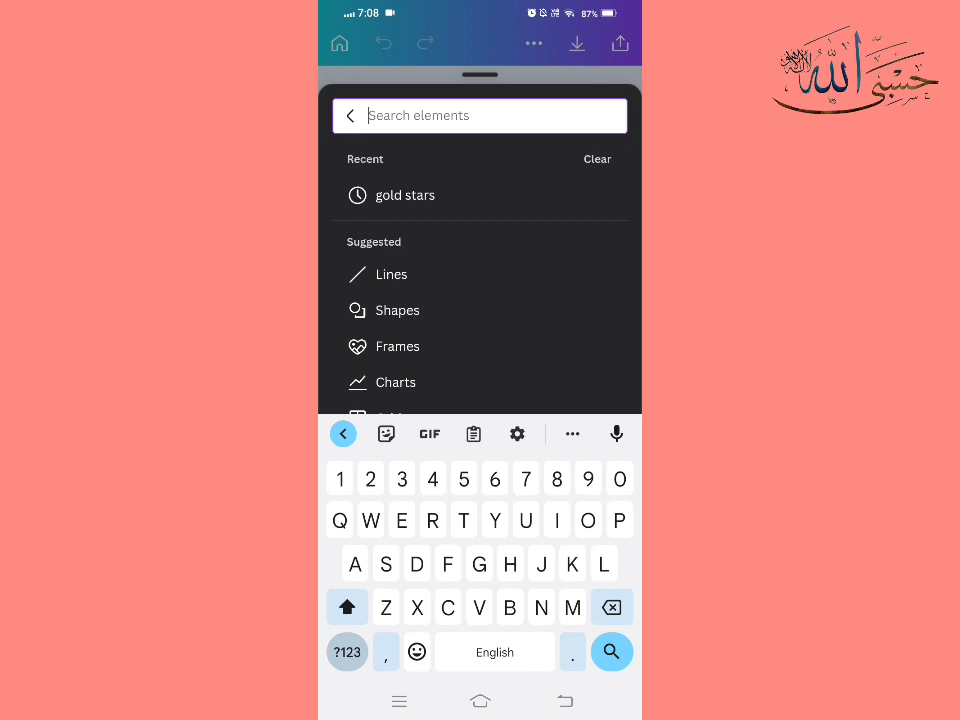 7:08 87%
Search elements
Recent Clear
gold stars
Suggested
Lines
Shapes
Frames
Charts
GIF
1 2 3 4 5 6 7 8 9 0
Q W E R T Y U I O P
A S D F G H J K L
Z X C V B N M
?123 , English .
حسبي الله